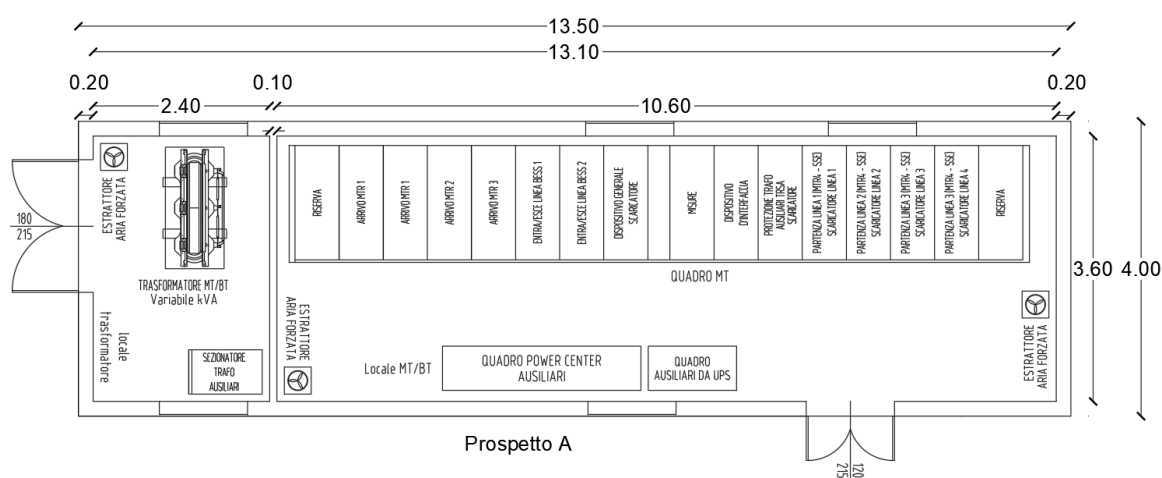 13.50
13.10
0.20
0.10
0.20
2.40
10.60
ESTRATTORE
ARIA FORZATA
180
215
TRASFORMATORE MT/BT
Variabile kVA
locale
trasformatore
SEZIONATORE
TRAFO
AUSILIARI
RISERVA
ARRIVO MTR 1
ARRIVO MTR 1
ARRIVO MTR 2
ARRIVO MTR 3
ENTRA/ESCE LINEA BESS 1
ENTRA/ESCE LINEA BESS 2
DISPOSITIVO GENERALE
SCARICATORE
MISURE
DISPOSITIVO
D'INTERFACCIA
PROTEZIONE TRAFO
AUSILIARI TRSA
SCARICATORE
PARTENZA LINEA 1 (MTR4 - SSE)
SCARICATORE LINEA 1
PARTENZA LINEA 2 (MTR4 - SSE)
SCARICATORE LINEA 2
PARTENZA LINEA 3 (MTR4 - SSE)
SCARICATORE LINEA 3
PARTENZA LINEA 3 (MTR4 - SSE)
SCARICATORE LINEA 4
RISERVA
QUADRO MT
3.60
4.00
ESTRATTORE
ARIA FORZATA
Locale MT/BT
QUADRO POWER CENTER
AUSILIARI
QUADRO
AUSILIARI DA UPS
ESTRATTORE
ARIA FORZATA
120
215
Prospetto A